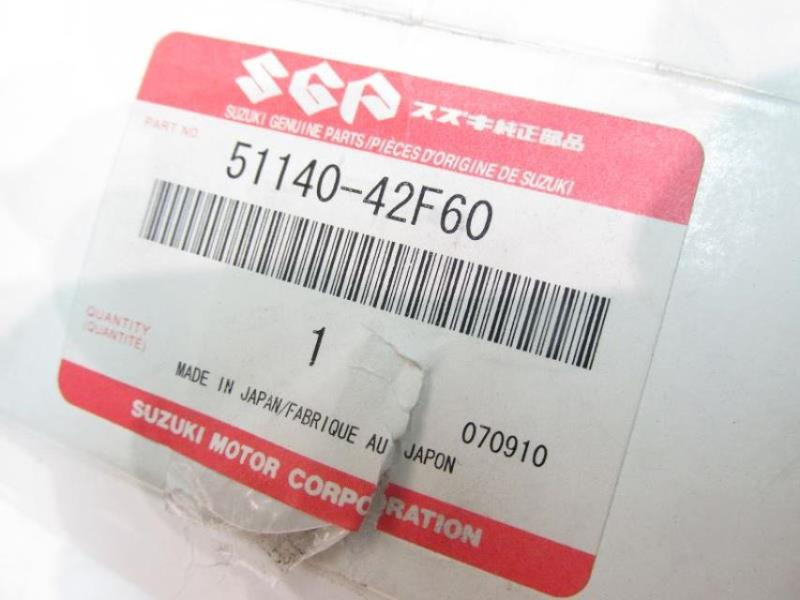 SGP スズキ純正部品
SUZUKI GENUINE PARTS/PIÈCES D'ORIGINE DE SUZUKI
PART NO.
51140-42F60
QUANTITY
(QUANTITÉ)
1
MADE IN JAPAN/FABRIQUE AU JAPON
070910
SUZUKI MOTOR CORPORATION